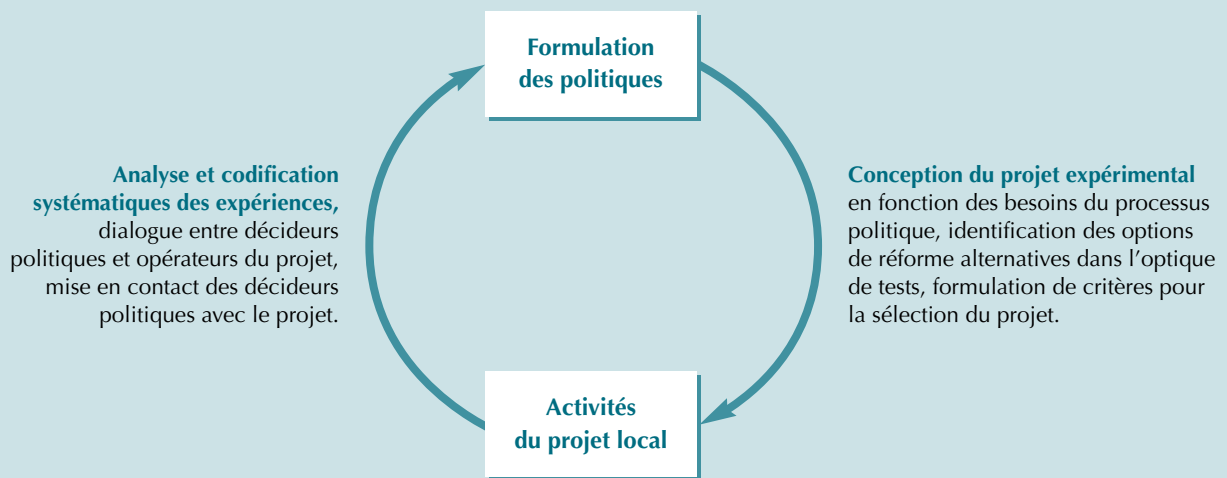 Formulation
des politiques
Analyse et codification
systématiques des expériences,
dialogue entre décideurs
politiques et opérateurs du projet,
mise en contact des décideurs
politiques avec le projet.
Conception du projet expérimental
en fonction des besoins du processus
politique, identification des options
de réforme alternatives dans l’optique
de tests, formulation de critères pour
la sélection du projet.
Activités
du projet local